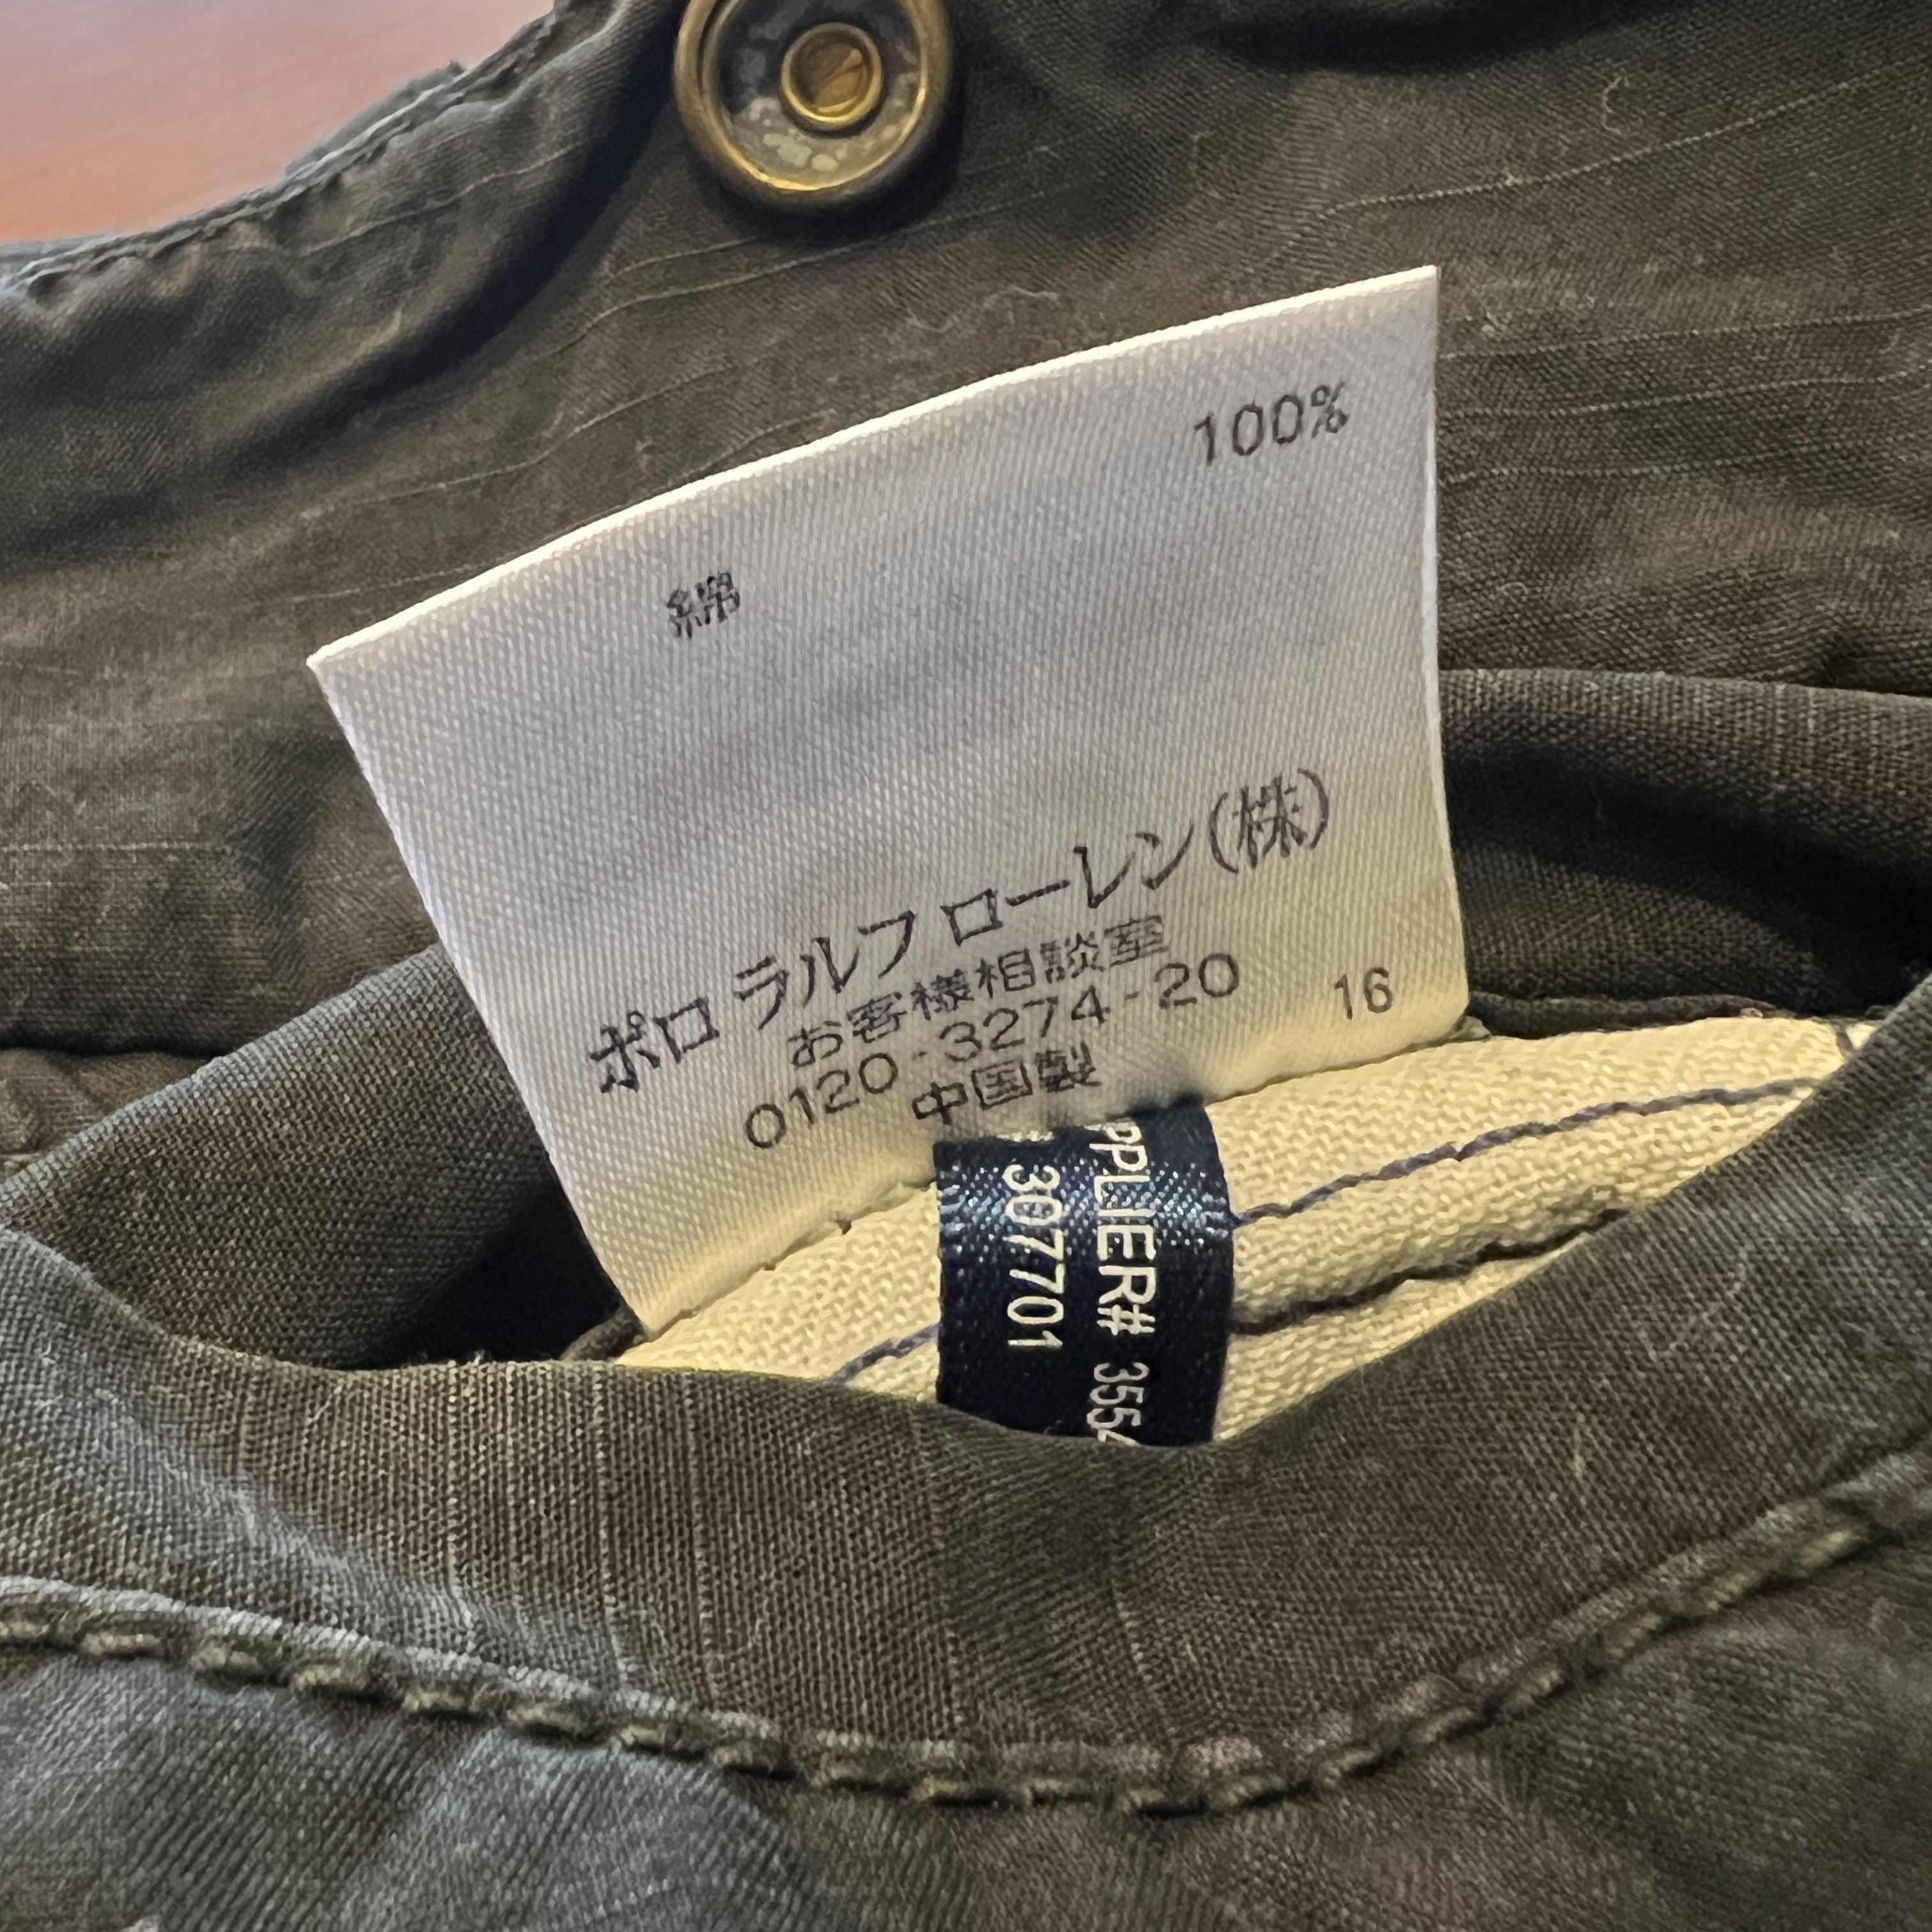 綿 100%
ポロ ラルフ ローレン(株)
お客様相談室
0120-3274-20 16
中国製
PPLIER# 355
307701